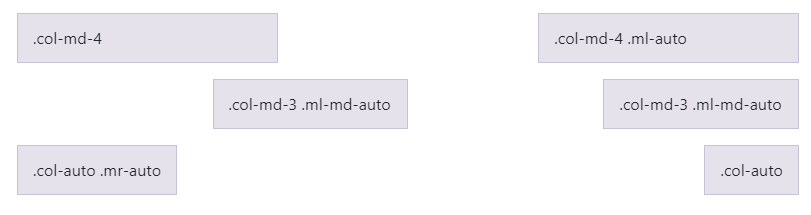 .col-md-4
.col-md-4 .ml-auto
.col-md-3 .ml-md-auto
.col-md-3 .ml-md-auto
.col-auto .mr-auto
.col-auto